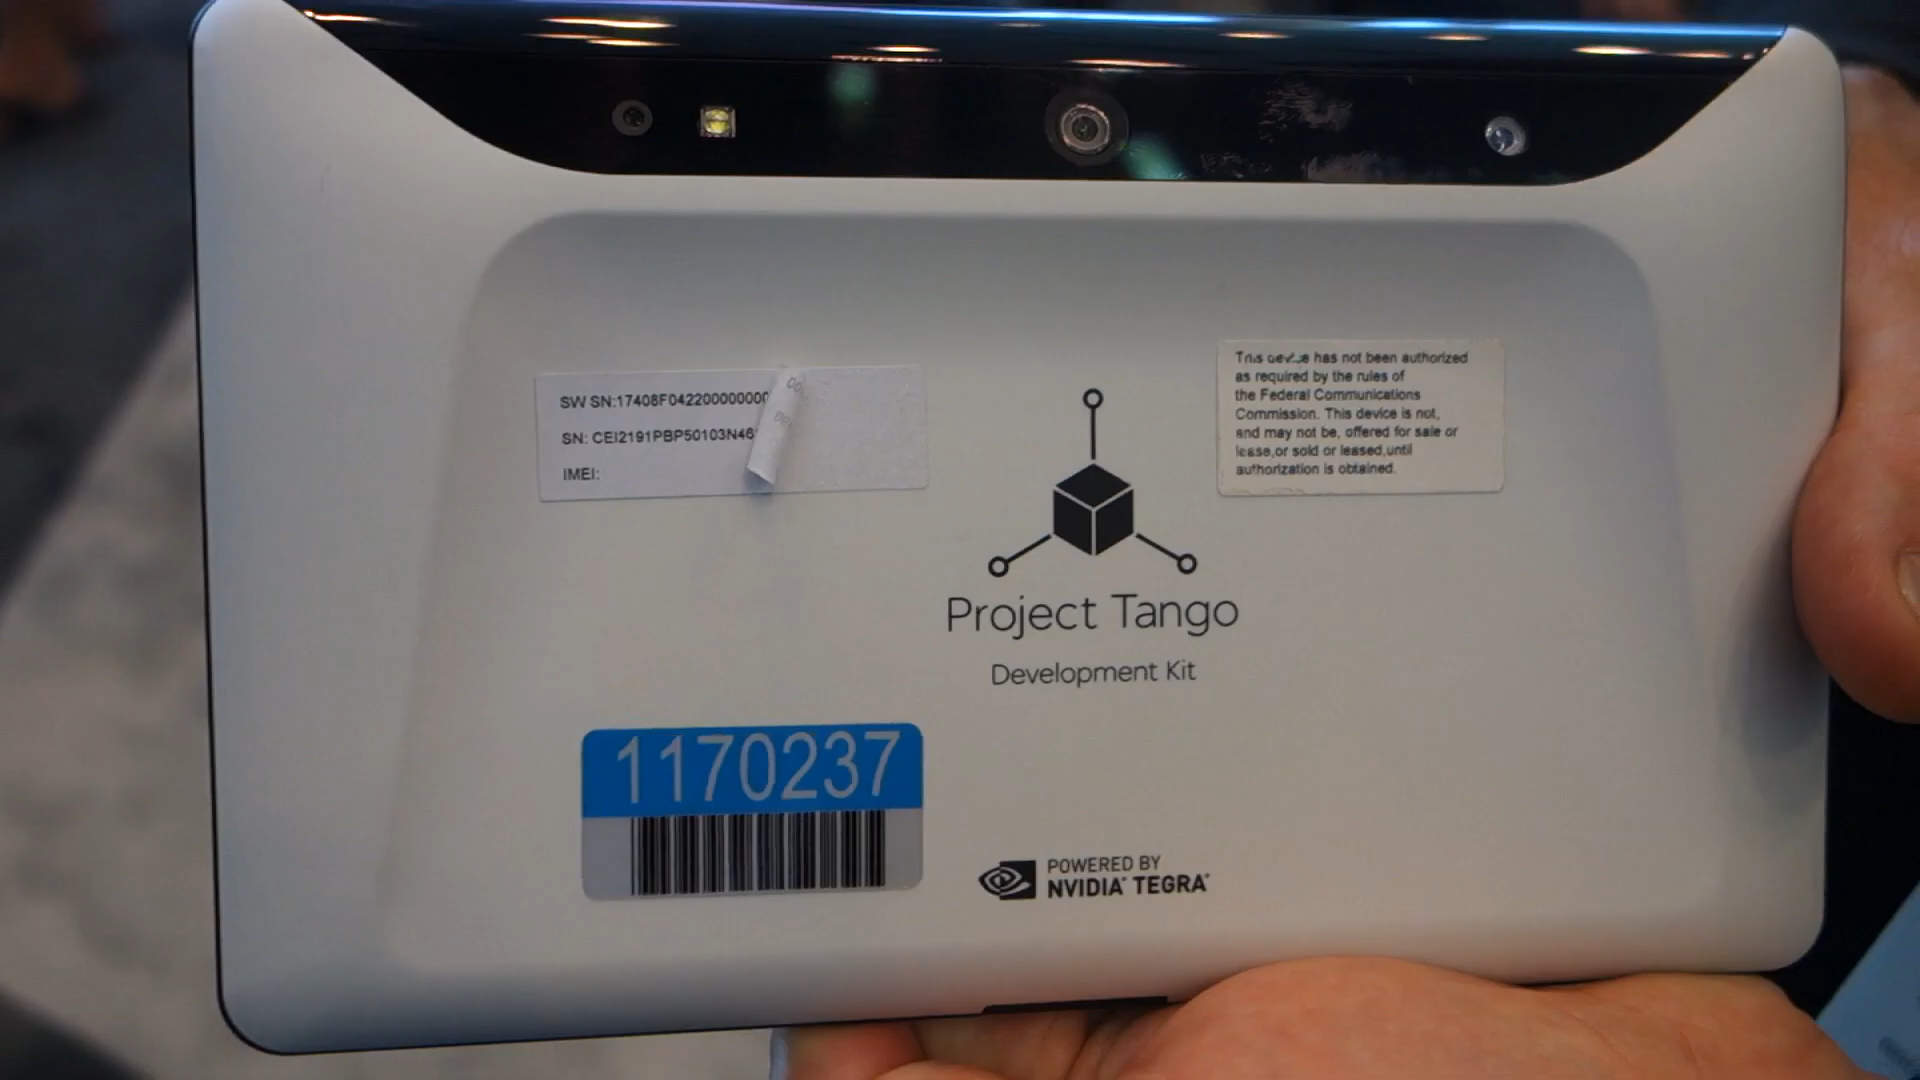 SW SN:17408F042200000000
SN: CEI2191PBP50103N46
IMEI:
This device has not been authorized
as required by the rules of
the Federal Communications
Commission. This device is not,
and may not be, offered for sale or
lease,or sold or leased,until
authorization is obtained.
Project Tango
Development Kit
1170237
POWERED BY
NVIDIA® TEGRA®